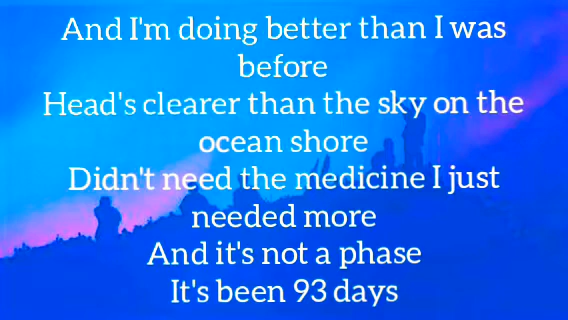 And I'm doing better than I was
before
Head's clearer than the sky on the
ocean shore
Didn't need the medicine I just
needed more
And it's not a phase
It's been 93 days